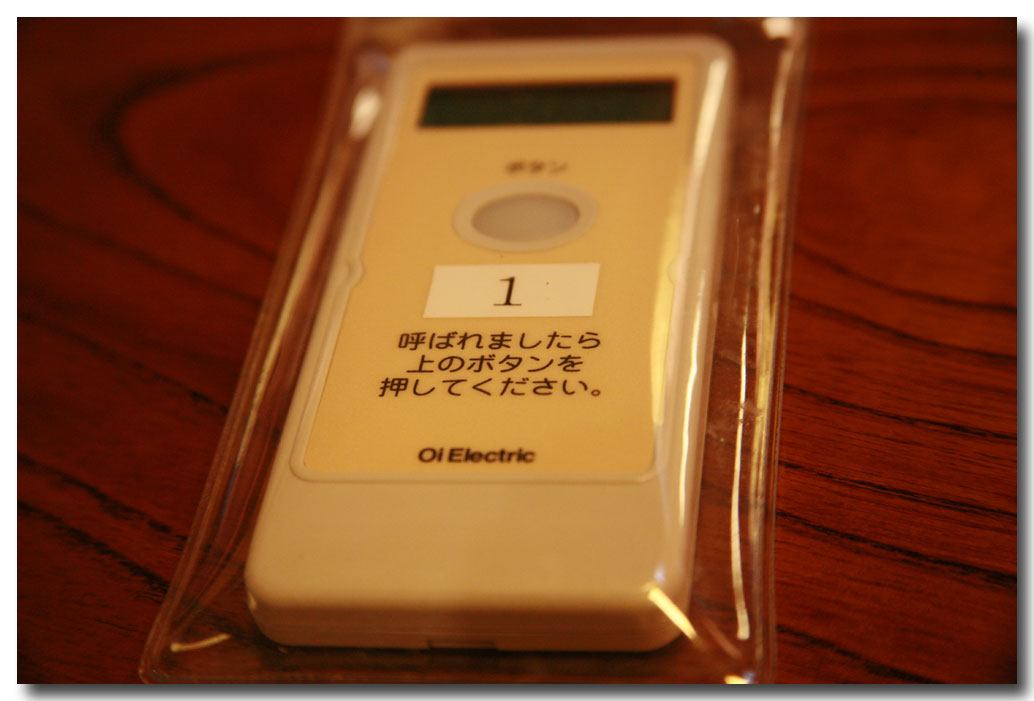 ボタン
1
呼ばれましたら
上のボタンを
押してください。
Oi Electric